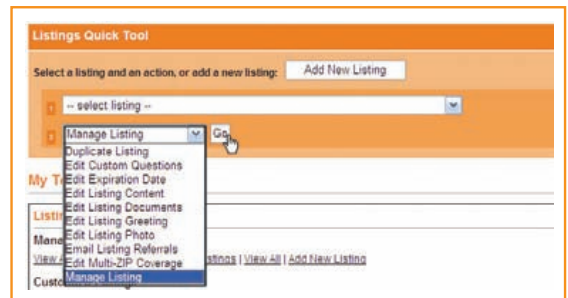 Listings Quick Tool
Select a listing and an action, or add a new listing: Add New Listing
-- select listing --
Manage Listing Go
Duplicate Listing
Edit Custom Questions
Edit Expiration Date
My T
Edit Listing Content
Edit Listing Documents
Listi
Edit Listing Greeting
Edit Listing Photo
Mana
Email Listing Referrals
View A
Edit Multi-ZIP Coverage
stings | View All | Add New Listing
Manage Listing
Custo